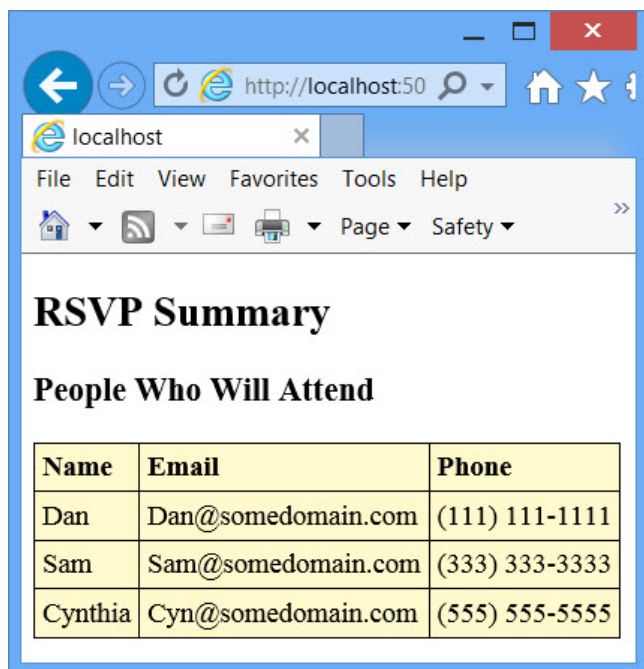 http://localhost:50
localhost
File Edit View Favorites Tools Help
Page Safety
RSVP Summary
People Who Will Attend
Name Email Phone
Dan Dan@somedomain.com (111) 111-1111
Sam Sam@somedomain.com (333) 333-3333
Cynthia Cyn@somedomain.com (555) 555-5555